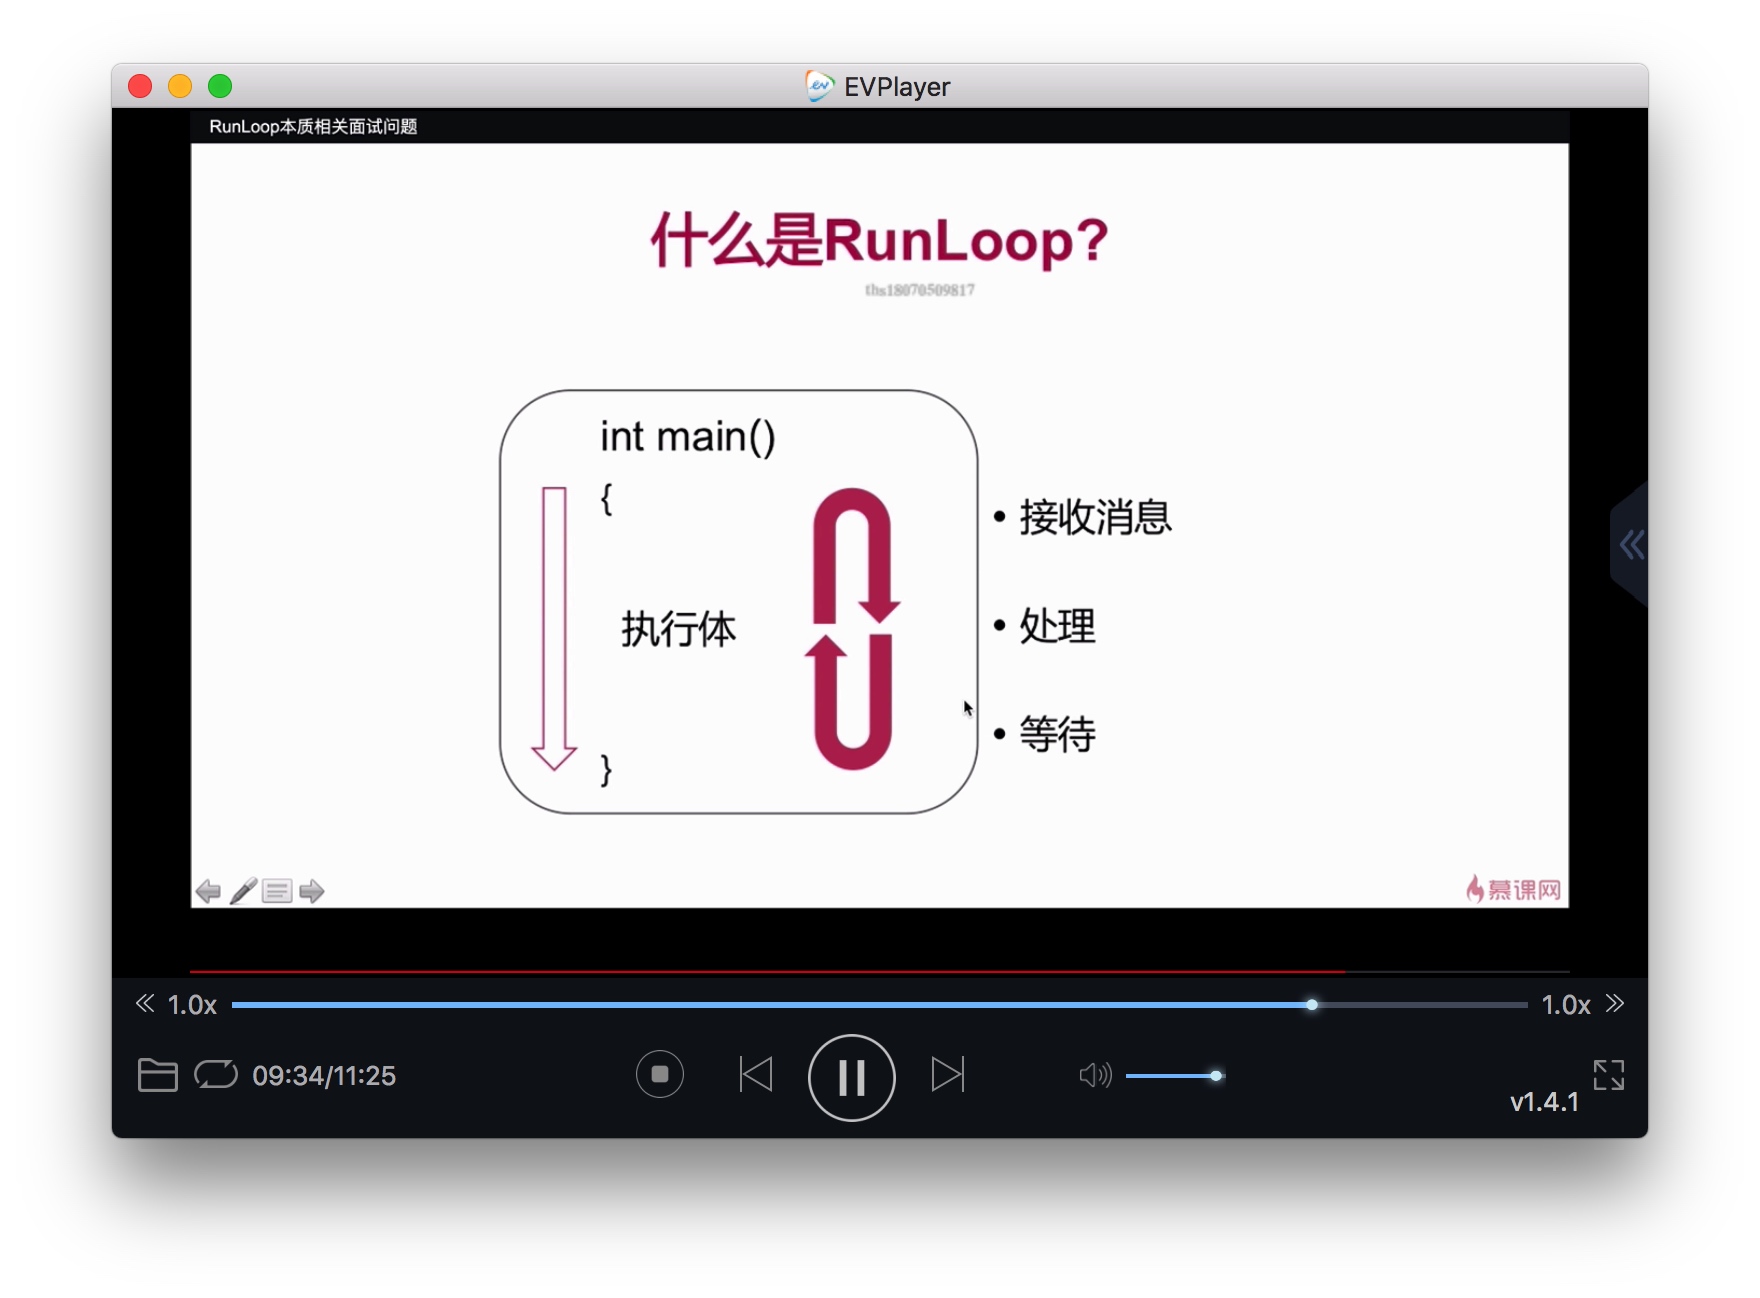 EVPlayer
RunLoop本质相关面试问题
什么是RunLoop?
ths18070509817
int main()
{
执行体
}
• 接收消息
• 处理
• 等待
慕课网
1.0x
1.0x
09:34/11:25
v1.4.1